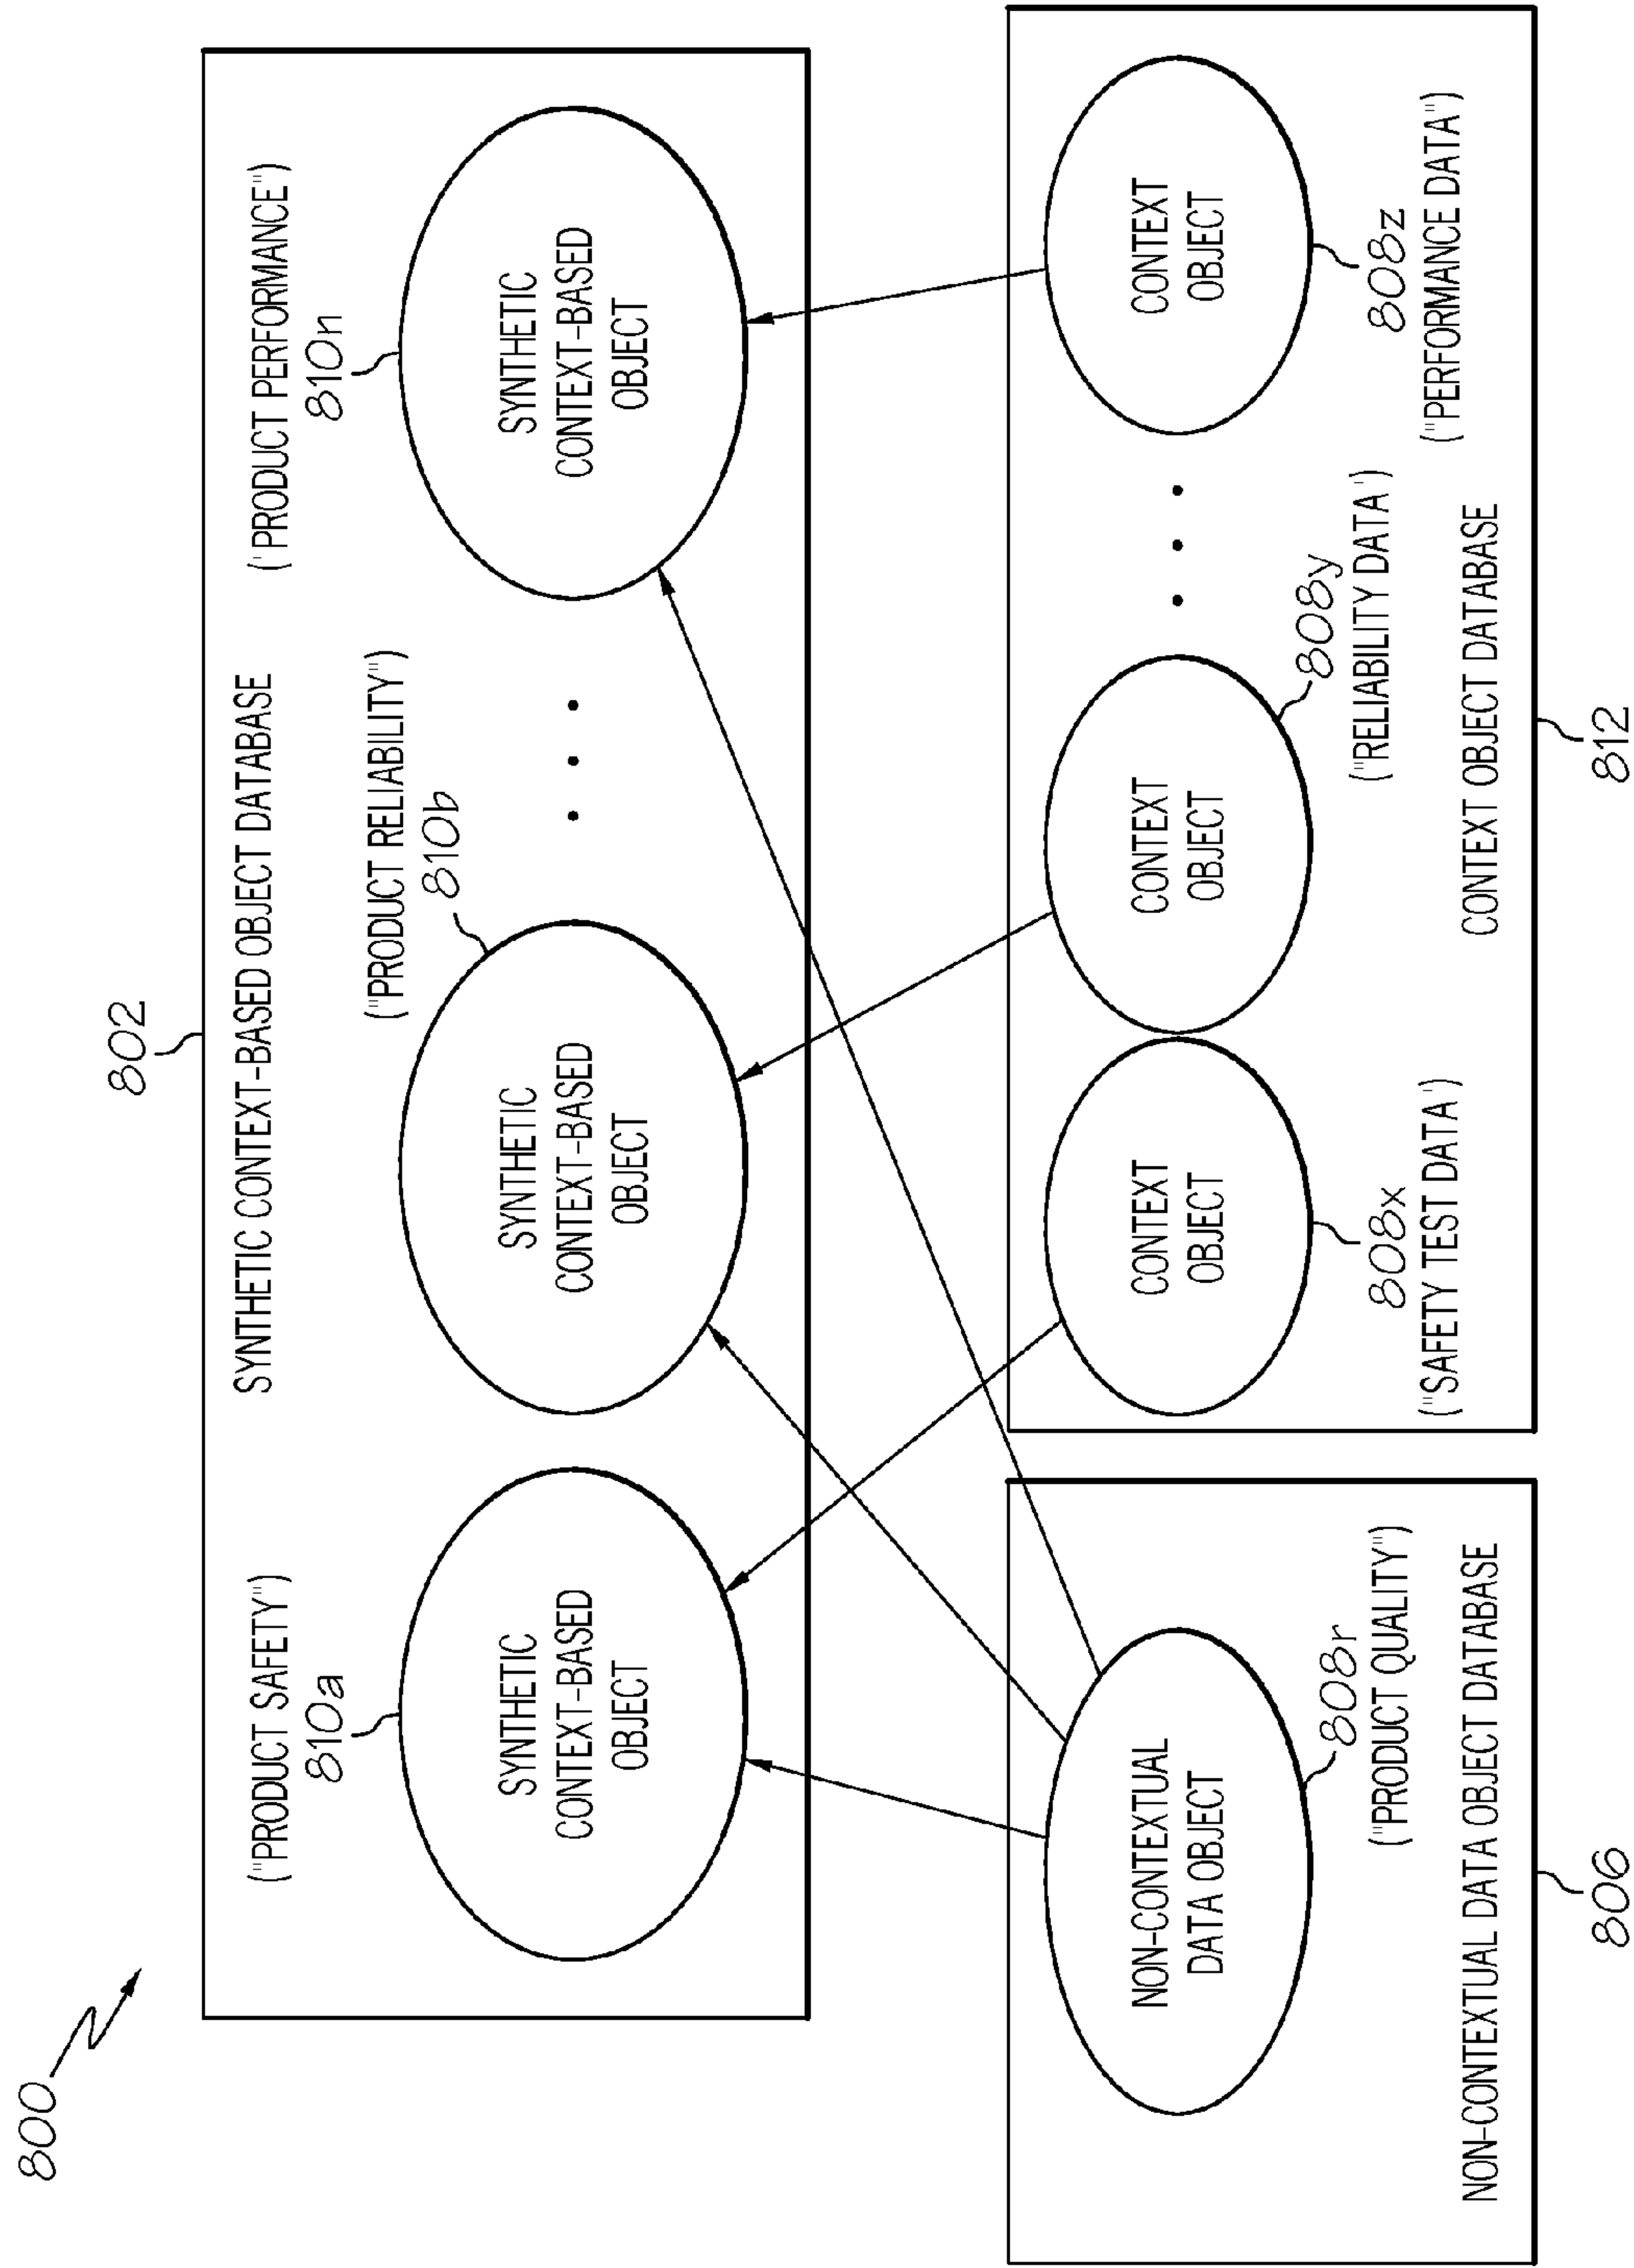 800
802
SYNTHETIC CONTEXT-BASED OBJECT DATABASE
("PRODUCT SAFETY")
810a
SYNTHETIC
CONTEXT-BASED
OBJECT
("PRODUCT RELIABILITY")
810b
SYNTHETIC
CONTEXT-BASED
OBJECT
• • •
('PRODUCT PERFORMANCE")
810n
SYNTHETIC
CONTEXT-BASED
OBJECT
NON-CONTEXTUAL
DATA OBJECT
808r
("PRODUCT QUALITY")
NON-CONTEXTUAL DATA OBJECT DATABASE
806
CONTEXT
OBJECT
808x
("SAFETY TEST DATA')
CONTEXT
OBJECT
808y
("RELIABILITY DATA')
• • •
CONTEXT
OBJECT
808z
("PERFORMANCE DATA")
CONTEXT OBJECT DATABASE
812